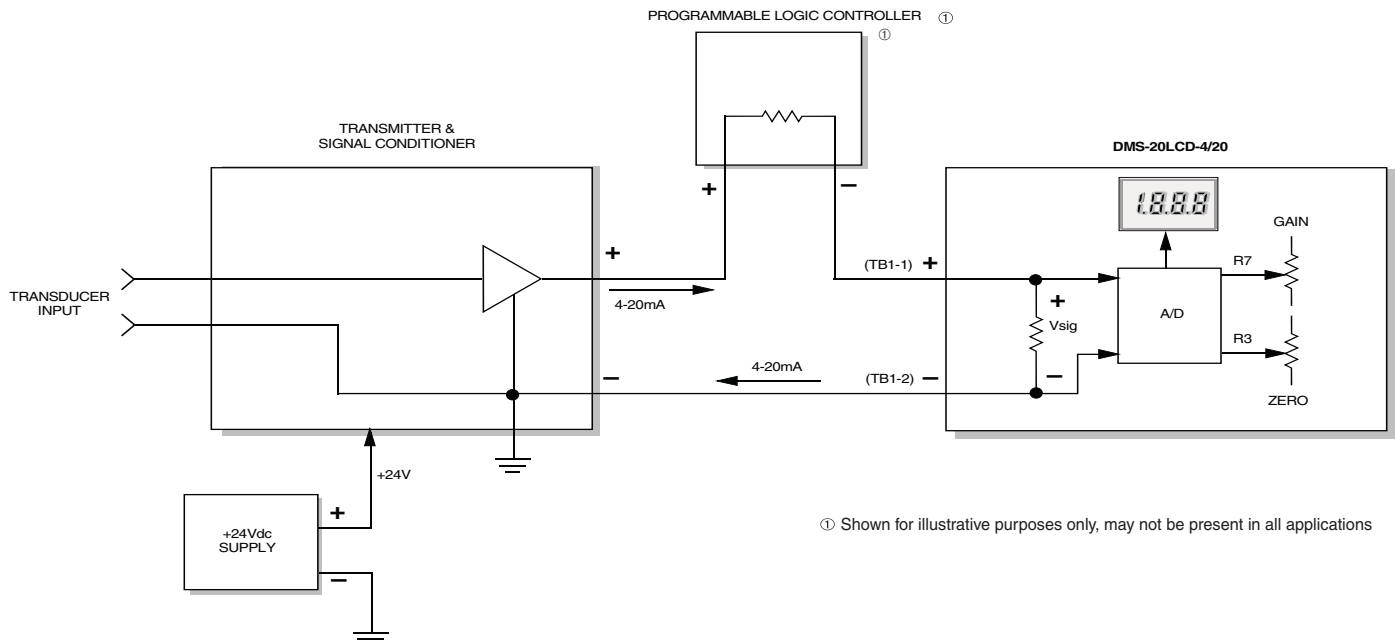 PROGRAMMABLE LOGIC CONTROLLER ①
①
TRANSMITTER &
SIGNAL CONDITIONER
DMS-20LCD-4/20
1.8.8.8
GAIN
+
−
+
(TB1-1) +
R7
TRANSDUCER
INPUT
4-20mA
+
Vsig
A/D
R3
4-20mA
−
(TB1-2) −
−
ZERO
+24V
+
+24Vdc
SUPPLY
−
① Shown for illustrative purposes only, may not be present in all applications